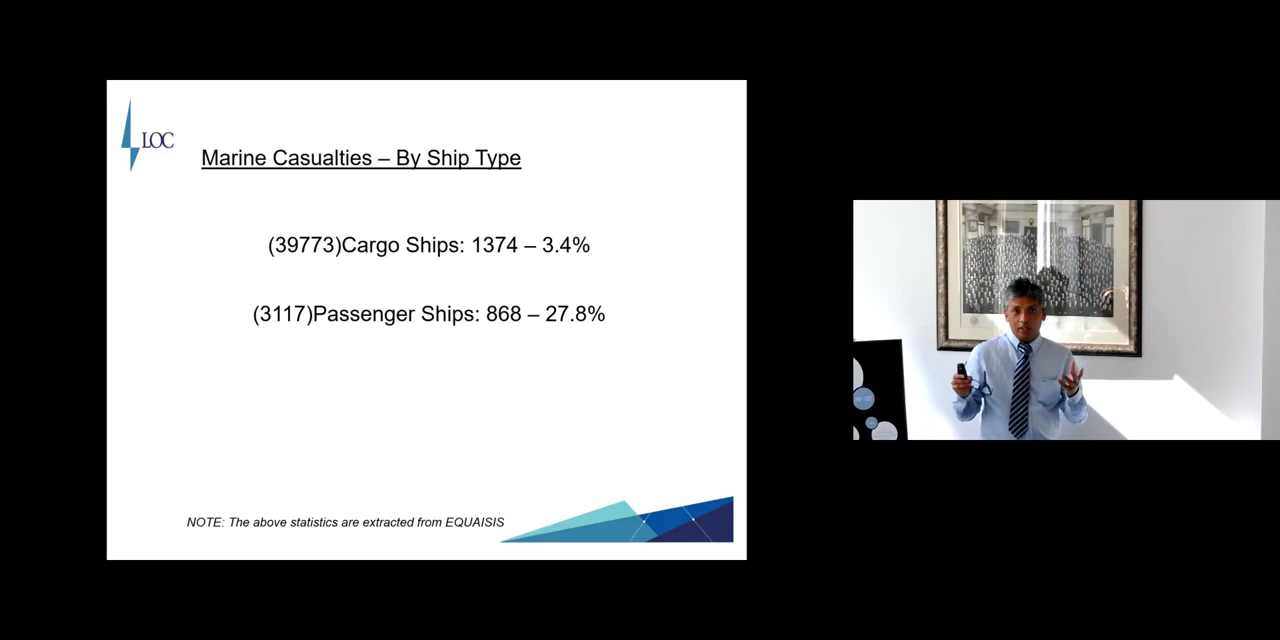 LOC
Marine Casualties – By Ship Type
(39773)Cargo Ships: 1374 – 3.4%
(3117)Passenger Ships: 868 – 27.8%
NOTE: The above statistics are extracted from EQUAISIS